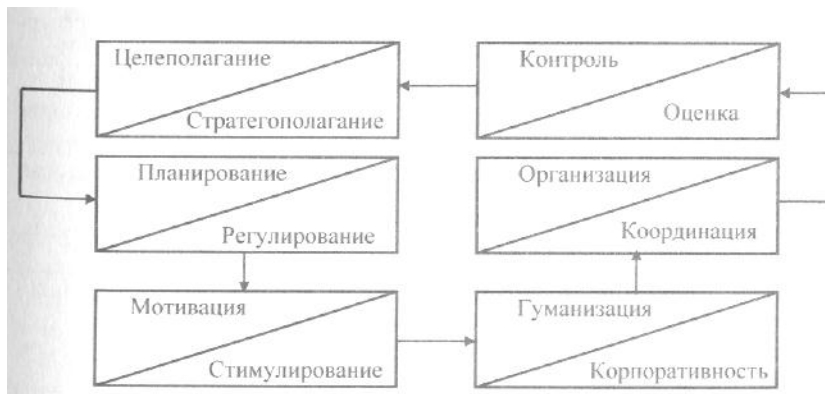 Целеполагание
Стратегополагание
Контроль
Оценка
Планирование
Регулирование
Организация
Координация
Мотивация
Стимулирование
Гуманизация
Корпоративность